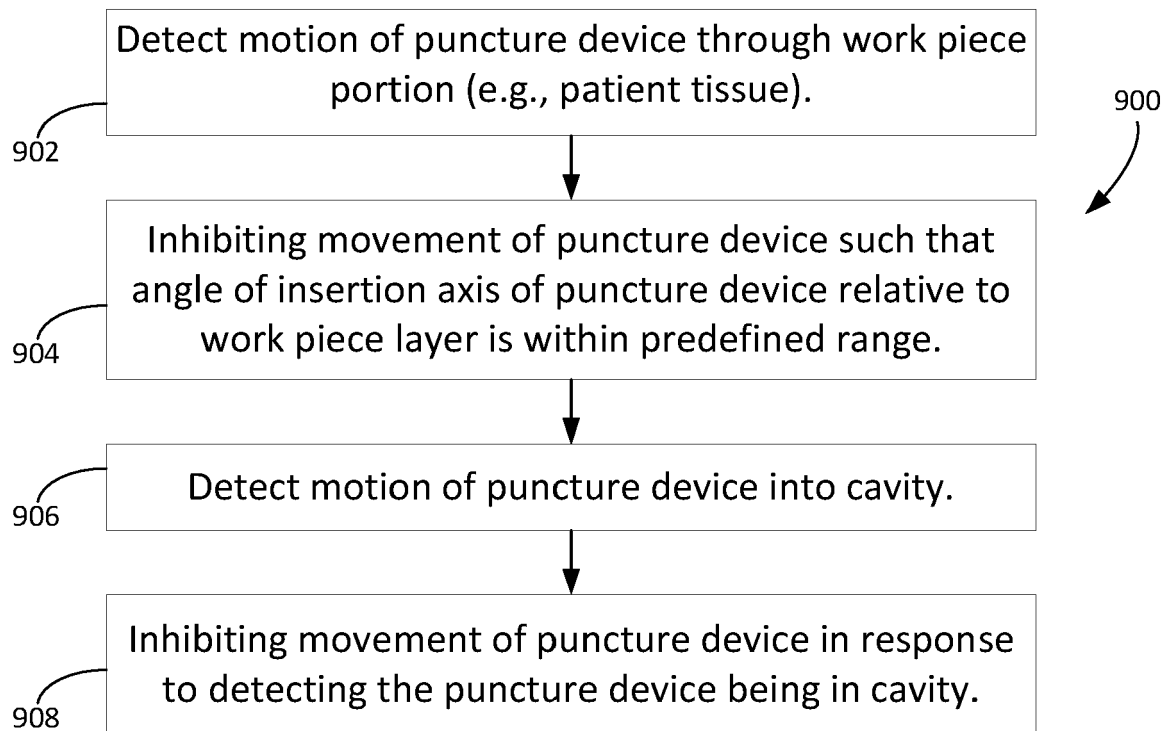 Detect motion of puncture device through work piece
portion (e.g., patient tissue).
900
902
Inhibiting movement of puncture device such that
angle of insertion axis of puncture device relative to
work piece layer is within predefined range.
904
Detect motion of puncture device into cavity.
906
Inhibiting movement of puncture device in response
to detecting the puncture device being in cavity.
908